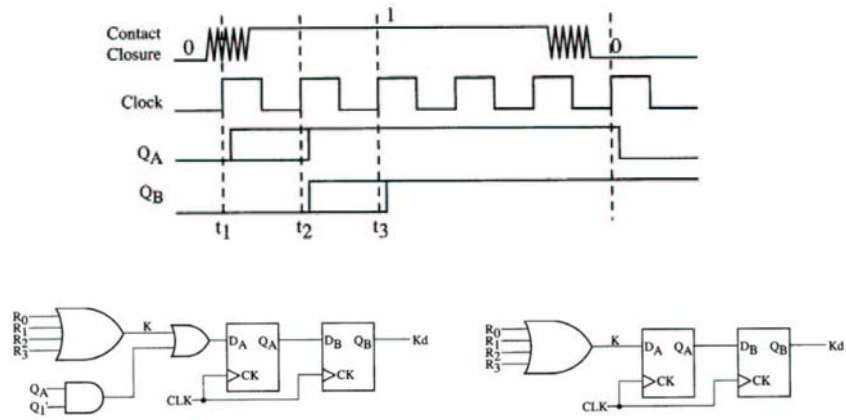 Contact
Closure
0
1
0
Clock
QA
QB
t1
t2
t3
R0
R1
R2
R3
K
QA
Q1'
DA QA
CK
DB QB
CK
Kd
CLK
R0
R1
R2
R3
K
DA QA
CK
DB QB
CK
Kd
CLK